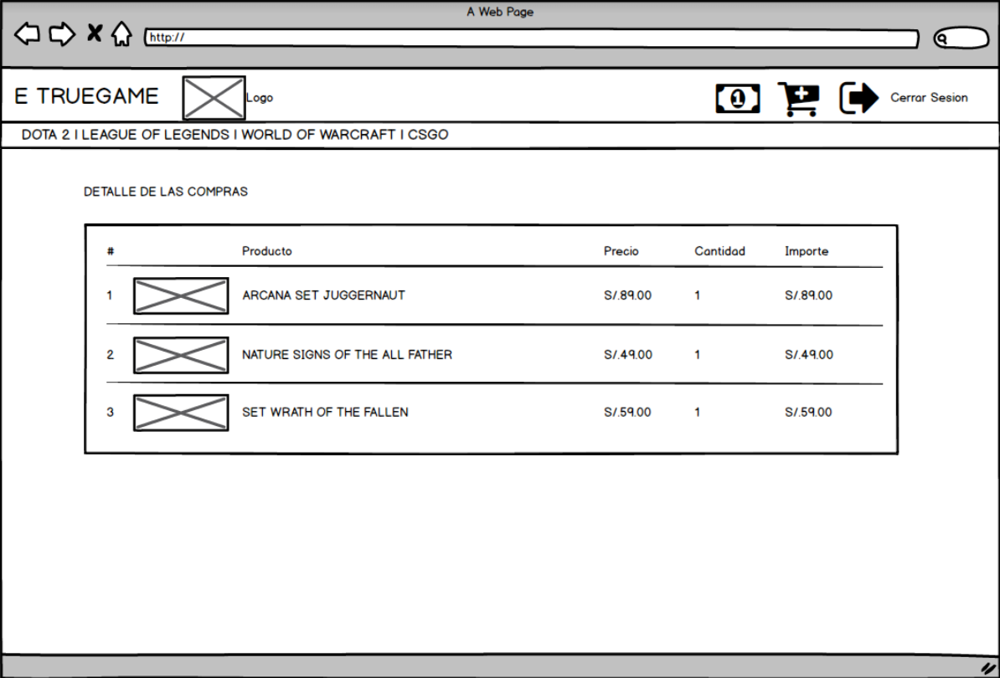 A Web Page
http://
E TRUEGAME Logo Cerrar Sesion
DOTA 2 I LEAGUE OF LEGENDS I WORLD OF WARCRAFT I CSGO
DETALLE DE LAS COMPRAS
# Producto Precio Cantidad Importe
1 ARCANA SET JUGGERNAUT S/.89.00 1 S/.89.00
2 NATURE SIGNS OF THE ALL FATHER S/.49.00 1 S/.49.00
3 SET WRATH OF THE FALLEN S/.59.00 1 S/.59.00